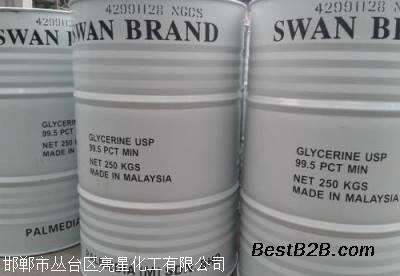 42991128 NGCS
SWAN BRAND
GLYCERINE USP
99.5 PCT MIN
NET 250 KGS
MADE IN MALAYSIA
42991128 NGCS
SWAN BR
GLYCERINE USP
99.5 PCT MIN
NET 250 KGS
MADE IN MALAYSIA
PALMEDIA
邯郸市丛台区亮星化工有限公司
BestB2B.com